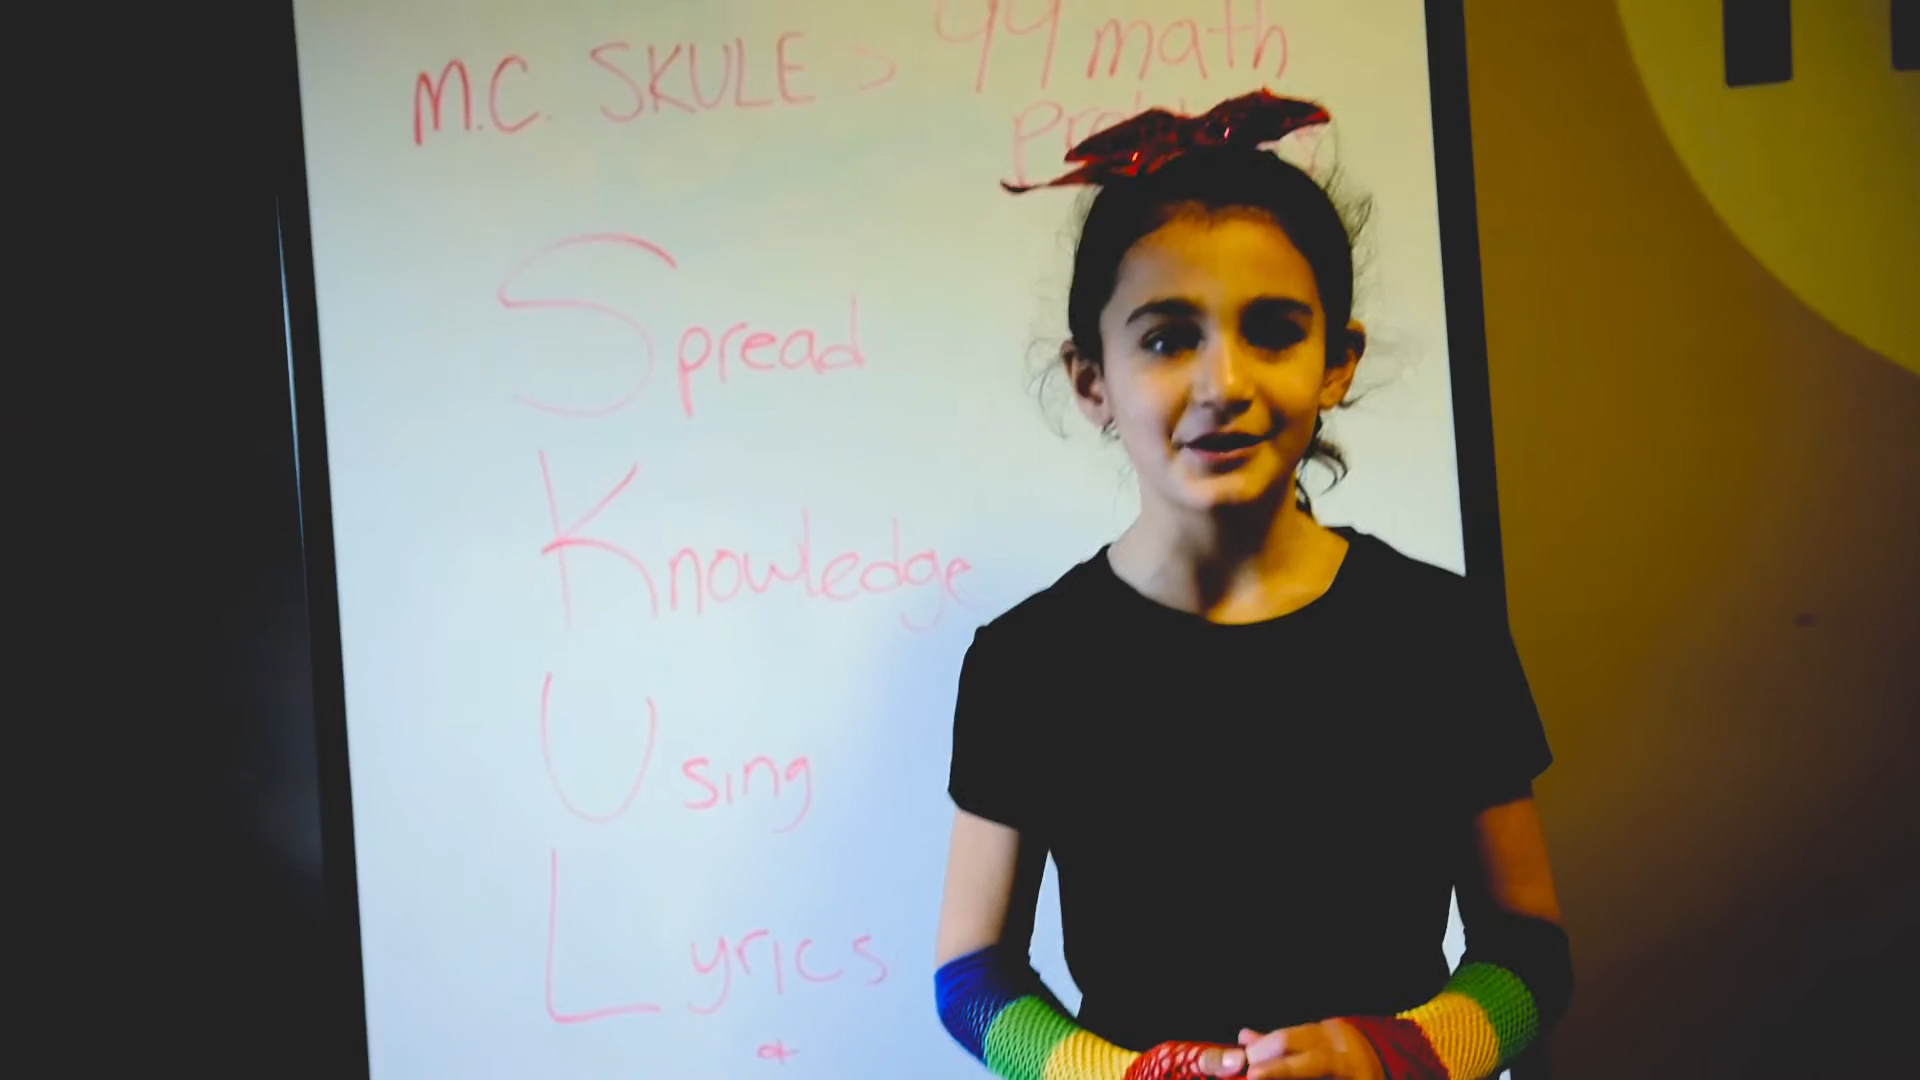 M.C. SKULE 99 math
Spread
Knowledge
Using
Lyrics